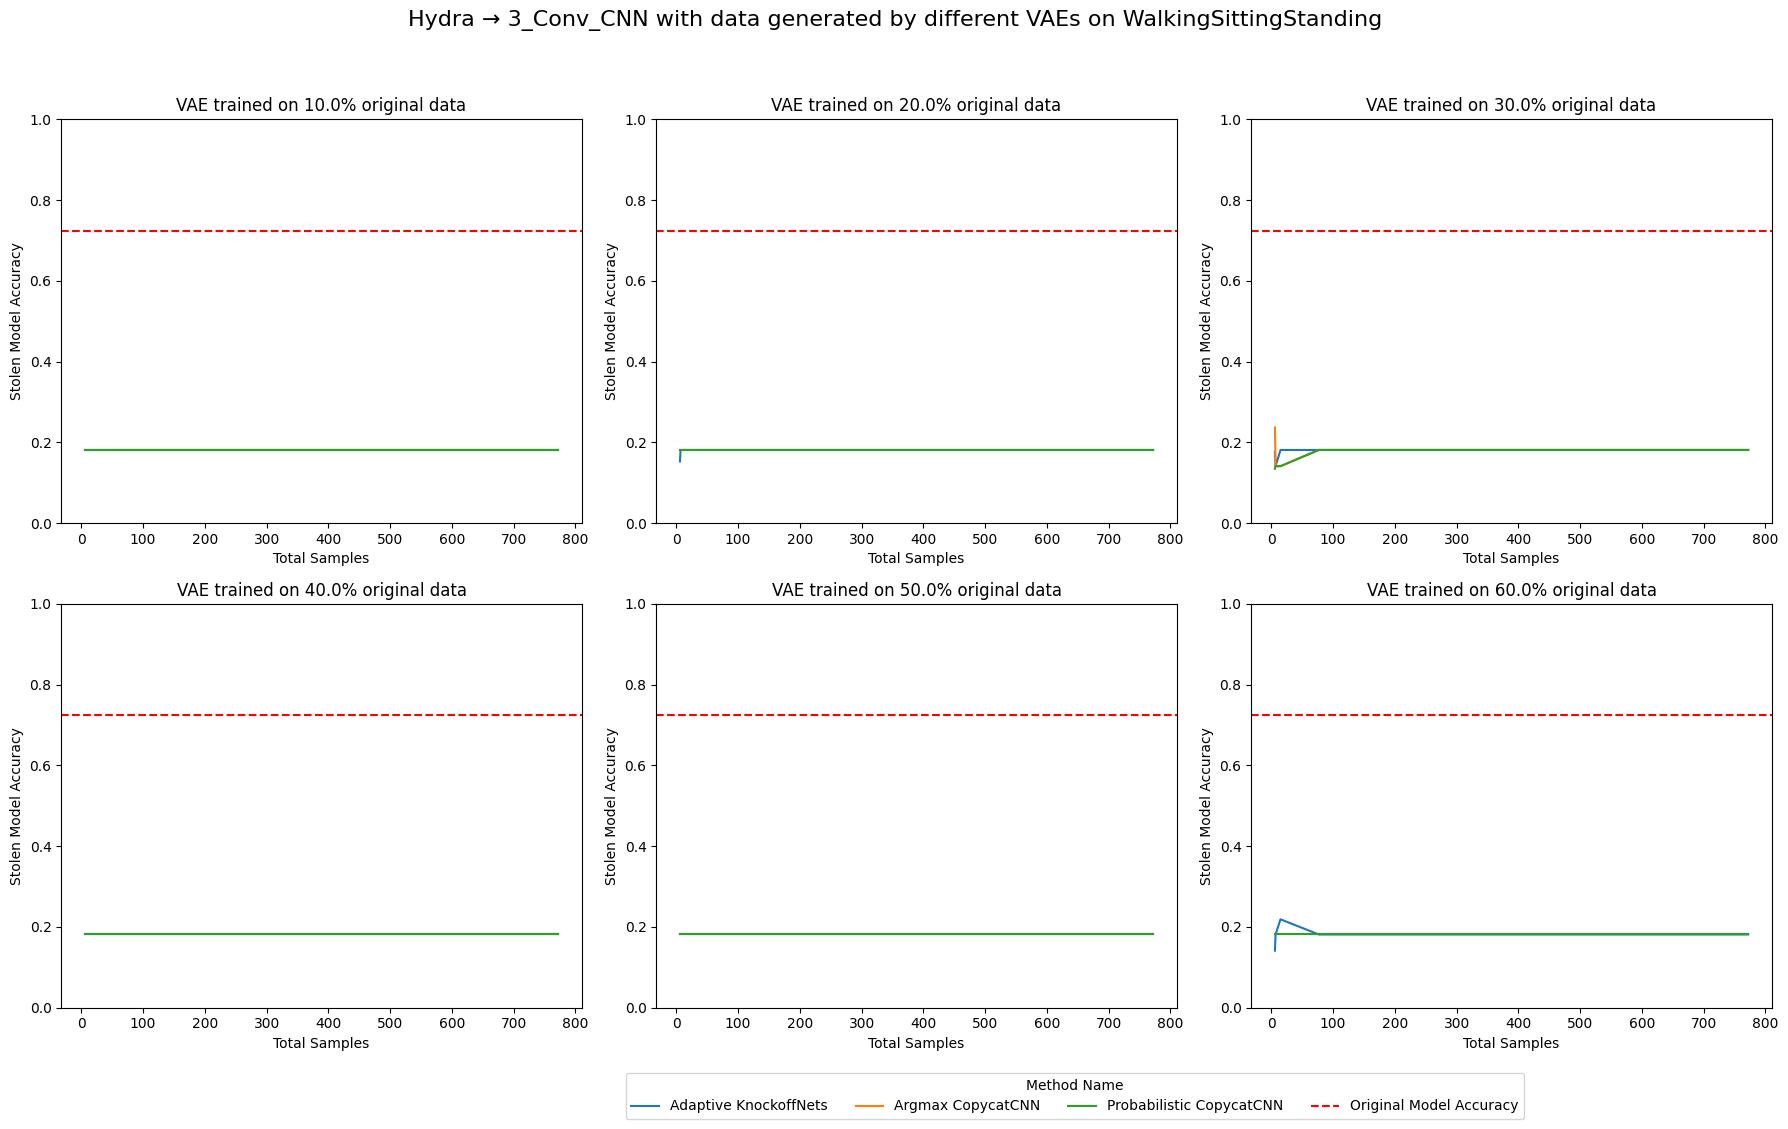 Hydra → 3_Conv_CNN with data generated by different VAEs on WalkingSittingStanding
VAE trained on 10.0% original data
1.0
0.8
0.6
0.4
0.2
0.0
Stolen Model Accuracy
0 100 200 300 400 500 600 700 800
Total Samples
VAE trained on 20.0% original data
1.0
0.8
0.6
0.4
0.2
0.0
Stolen Model Accuracy
0 100 200 300 400 500 600 700 800
Total Samples
VAE trained on 30.0% original data
1.0
0.8
0.6
0.4
0.2
0.0
Stolen Model Accuracy
0 100 200 300 400 500 600 700 800
Total Samples
VAE trained on 40.0% original data
1.0
0.8
0.6
0.4
0.2
0.0
Stolen Model Accuracy
0 100 200 300 400 500 600 700 800
Total Samples
VAE trained on 50.0% original data
1.0
0.8
0.6
0.4
0.2
0.0
Stolen Model Accuracy
0 100 200 300 400 500 600 700 800
Total Samples
VAE trained on 60.0% original data
1.0
0.8
0.6
0.4
0.2
0.0
Stolen Model Accuracy
0 100 200 300 400 500 600 700 800
Total Samples
Method Name
Adaptive KnockoffNets Argmax CopycatCNN Probabilistic CopycatCNN Original Model Accuracy